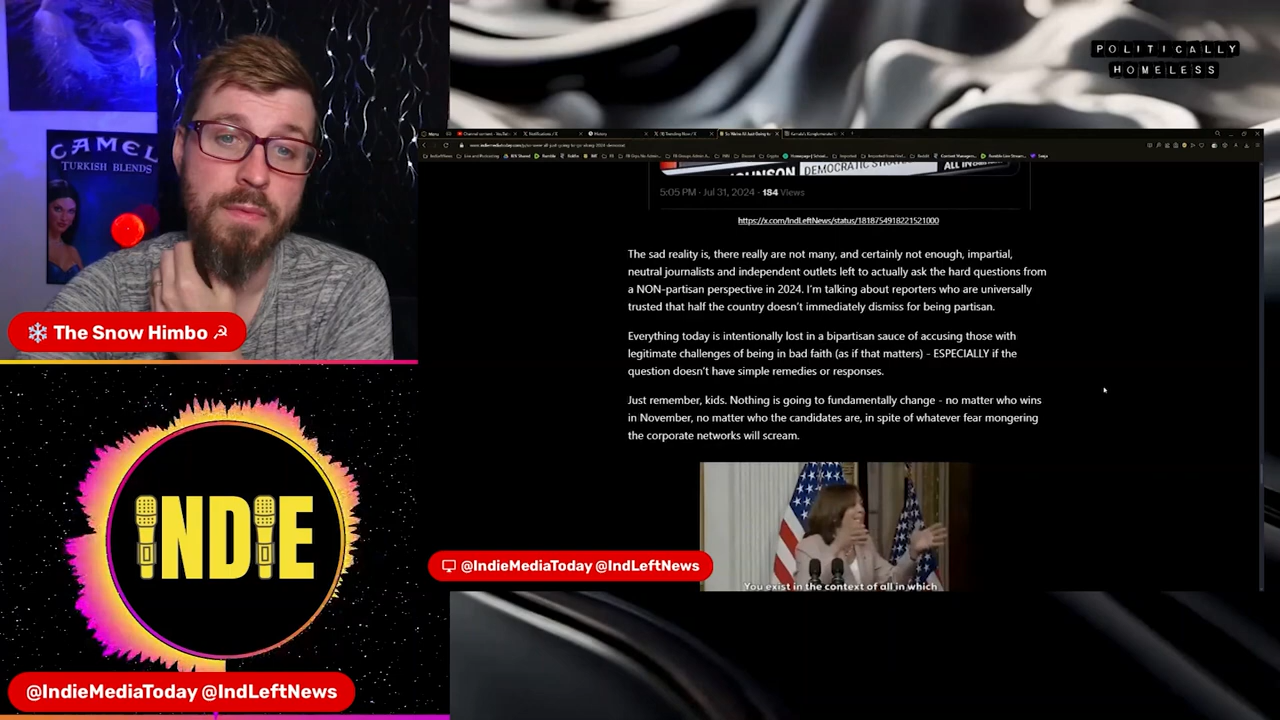 CAMEL
TURKISH BLENDS
❄ The Snow Himbo ☭
INDIE
@IndieMediaToday @IndLeftNews
POLITICALLY
HOMELESS
JOHNSON
DEMOCRATIC
ALL IN
5:05 PM · Jul 31, 2024 · 184 Views
https://x.com/IndLeftNews/status/1818754918221521000
The sad reality is, there really are not many, and certainly not enough, impartial,
neutral journalists and independent outlets left to actually ask the hard questions from
a NON-partisan perspective in 2024. I'm talking about reporters who are universally
trusted that half the country doesn't immediately dismiss for being partisan.
Everything today is intentionally lost in a bipartisan sauce of accusing those with
legitimate challenges of being in bad faith (as if that matters) - ESPECIALLY if the
question doesn't have simple remedies or responses.
Just remember, kids. Nothing is going to fundamentally change - no matter who wins
in November, no matter who the candidates are, in spite of whatever fear mongering
the corporate networks will scream.
You exist in the context of all in which
@IndieMediaToday @IndLeftNews